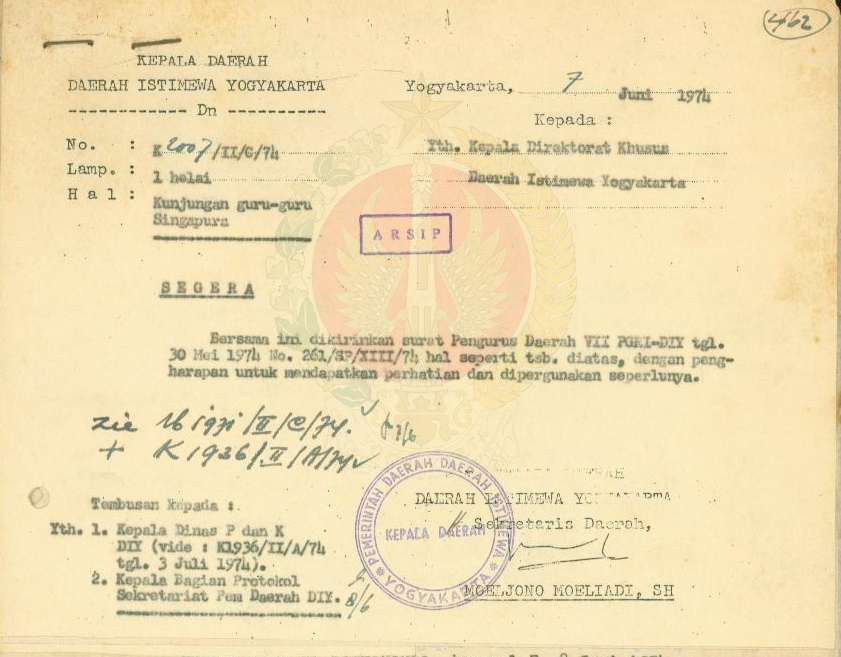 462
KEPALA DAERAH
DAERAH ISTIMEWA YOGYAKARTA
------------ Dn ----------
Yogyakarta, 7 Juni 1974
Kepada :
No. : K 2007/II/C/74
Lamp. : 1 helai
H a l : Kunjungan guru-guru
Singapura
Yth. Kepala Direktorat Khusus
Daerah Istimewa Yogyakarta
ARSIP
SEGERA
Bersama ini dikirinkan surat Pengurus Daerah VII PGRI-DIY tgl.
30 Mei 1974 No. 261/SP/XIII/74 hal seperti tsb. diatas, dengan peng-
harapan untuk mendapatkan perhatian dan dipergunakan seperlunya.
zie
+ K 1936/II/A/74
DAERAH ISTIMEWA YOGYAKARTA
Sekretaris Daerah,
PEMERINTAH DAERAH DAERAH ISTIMEWA
KEPALA DAERAH
* YOGYAKARTA *
MOELJONO MOELIADI, SH
Tembusan kepada :
Yth. 1. Kepala Dinas P dan K
DIY (vide : K1936/II/A/74
tgl. 3 Juli 1974).
2. Kepala Bagian Protokol
Sekretariat Pem Daerah DIY.
8/6